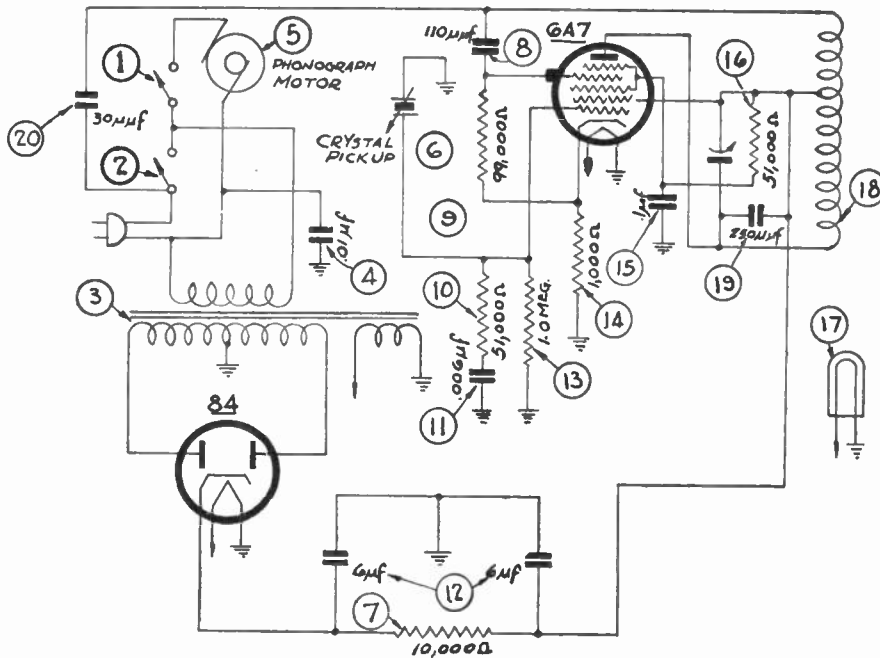 1
5
PHONOGRAPH
MOTOR
110μμf
8
6A7
16
20
30μμf
CRYSTAL
PICKUP
6
99,000Ω
51,000Ω
2
9
.1μf
18
.01μf
4
15
250μμf
19
3
10
51,000Ω
1.0 MEG.
1,000Ω
14
17
.006μf
11
13
84
6μf
12
6μf
7
10,000Ω